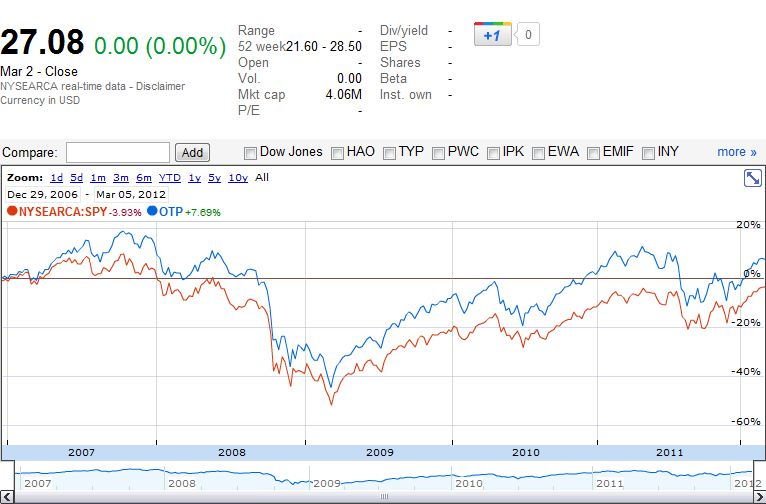 27.08 0.00 (0.00%)
Mar 2 - Close
NYSEARCA real-time data - Disclaimer
Currency in USD
Range -
52 week 21.60 - 28.50
Open -
Vol. 0.00
Mkt cap 4.06M
P/E -
Div/yield -
EPS -
Shares -
Beta -
Inst. own -
+1 0
Compare: Add Dow Jones HAO TYP PWC IPK EWA EMIF INY more »
Zoom: 1d 5d 1m 3m 6m YTD 1y 5y 10y All
Dec 29, 2006 - Mar 05, 2012
NYSEARCA:SPY -3.93% OTP +7.69%
20%
0%
-20%
-40%
-60%
2007 2008 2009 2010 2011
2007 2008 2009 2010 2011 2012